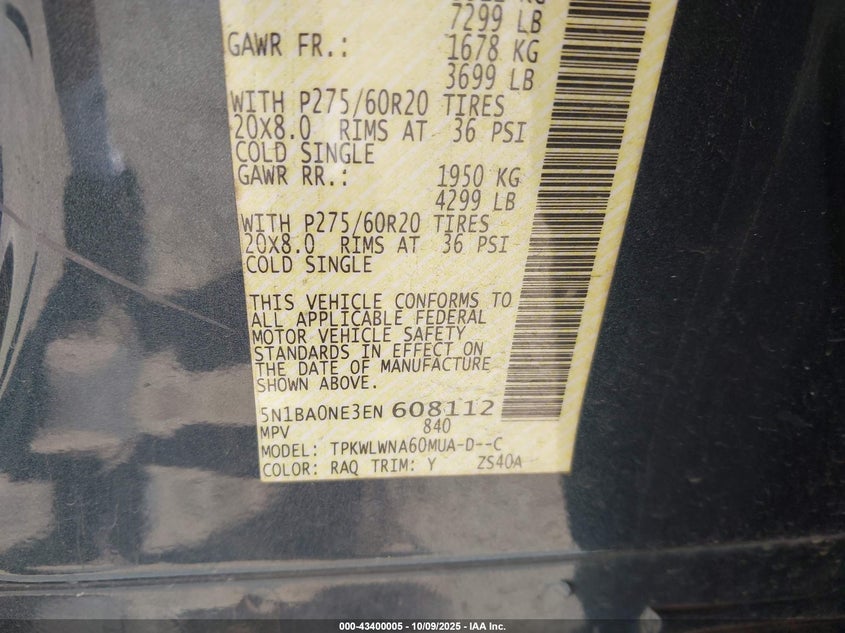 7299 LB
GAWR FR.: 1678 KG
3699 LB
WITH P275/60R20 TIRES
20X8.0 RIMS AT 36 PSI
COLD SINGLE
GAWR RR.: 1950 KG
4299 LB
WITH P275/60R20 TIRES
20X8.0 RIMS AT 36 PSI
COLD SINGLE
THIS VEHICLE CONFORMS TO
ALL APPLICABLE FEDERAL
MOTOR VEHICLE SAFETY
STANDARDS IN EFFECT ON
THE DATE OF MANUFACTURE
SHOWN ABOVE.
5N1BA0NE3EN 608112
MPV 840
MODEL: TPKWLWNA60MUA-D--C
COLOR: RAQ TRIM: Y ZS40A
000-43400005 - 10/09/2025 - IAA Inc.